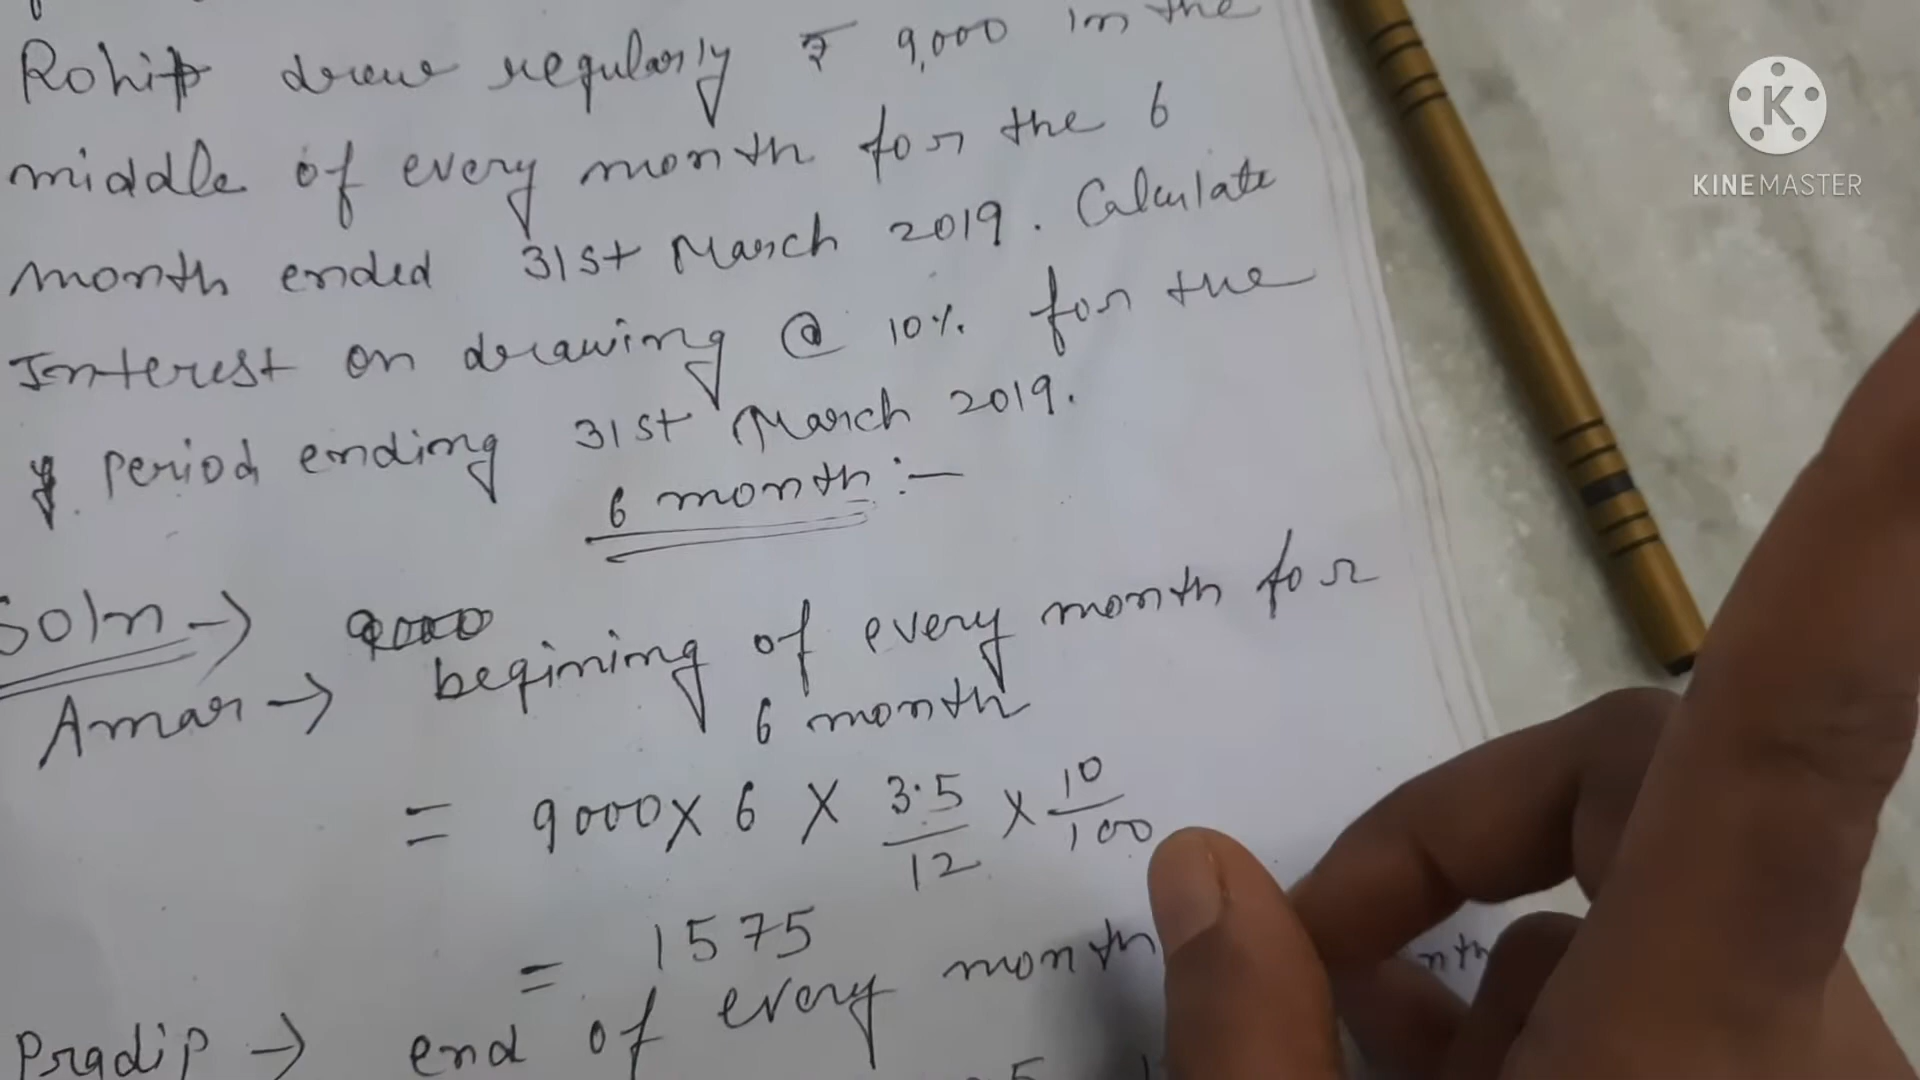 Rohit drew regularly ₹ 9,000 in the
middle of every month for the 6
month ended 31st March 2019. Calculate
Interest on drawing @ 10% for the
period ending 31st March 2019.
6 month :-
Soln →
Amar → begining of every month for
6 month
= 9000 × 6 × 3.5/12 × 10/100
= 1575
Pradip → end of every month
K
KINEMASTER